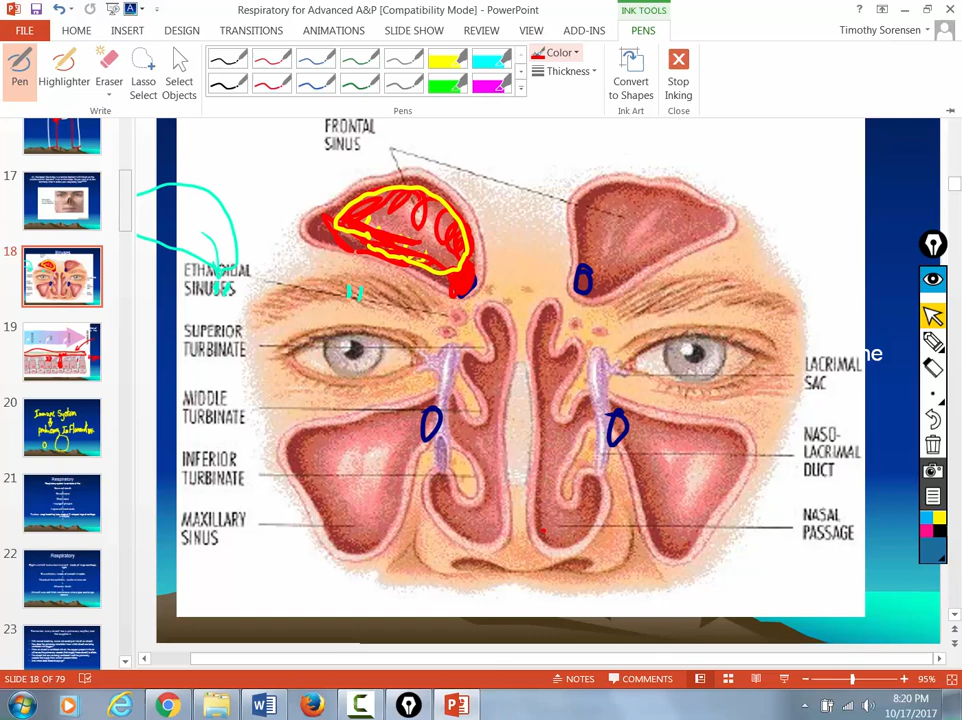 Respiratory for Advanced A&P [Compatibility Mode] - PowerPoint
INK TOOLS
FILE
HOME
INSERT
DESIGN
TRANSITIONS
ANIMATIONS
SLIDE SHOW
REVIEW
VIEW
ADD-INS
PENS
Timothy Sorensen
Pen
Highlighter
Eraser
Lasso
Select
Select
Objects
Color
Thickness
Convert
to Shapes
Stop
Inking
Write
Pens
Ink Art
Close
17
18
19
20
Immune System
21
Respiratory
22
Respiratory
23
FRONTAL
SINUS
ETHMOIDAL
SINUSES
SUPERIOR
TURBINATE
MIDDLE
TURBINATE
INFERIOR
TURBINATE
MAXILLARY
SINUS
LACRIMAL
SAC
NASO-
LACRIMAL
DUCT
NASAL
PASSAGE
SLIDE 18 OF 79
NOTES
COMMENTS
95%
8:20 PM
10/17/2017